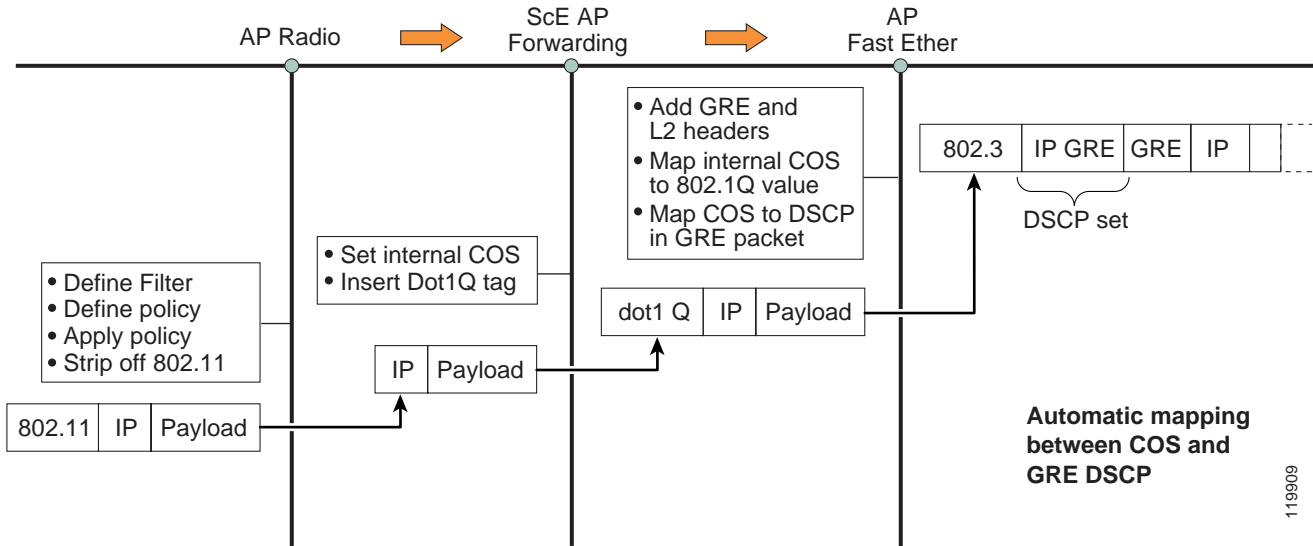 AP Radio
ScE AP
Forwarding
AP
Fast Ether
• Add GRE and
L2 headers
• Map internal COS
to 802.1Q value
• Map COS to DSCP
in GRE packet
802.3 IP GRE GRE IP
DSCP set
• Set internal COS
• Insert Dot1Q tag
• Define Filter
• Define policy
• Apply policy
• Strip off 802.11
dot1 Q IP Payload
IP Payload
802.11 IP Payload
Automatic mapping
between COS and
GRE DSCP
119909